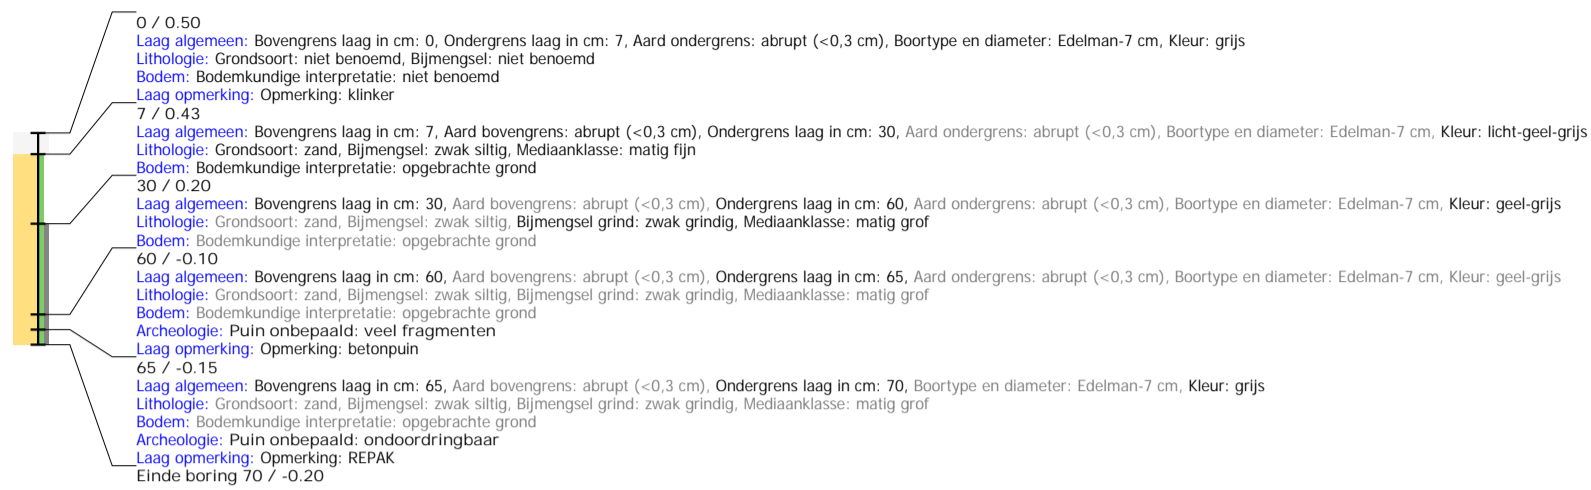 0 / 0.50
Laag algemeen: Bovengrens laag in cm: 0, Ondergrens laag in cm: 7, Aard ondergrens: abrupt (<0,3 cm), Boortype en diameter: Edelman-7 cm, Kleur: grijs
Lithologie: Grondsoort: niet benoemd, Bijmengsel: niet benoemd
Bodem: Bodemkundige interpretatie: niet benoemd
Laag opmerking: Opmerking: klinker
7 / 0.43
Laag algemeen: Bovengrens laag in cm: 7, Aard bovengrens: abrupt (<0,3 cm), Ondergrens laag in cm: 30, Aard ondergrens: abrupt (<0,3 cm), Boortype en diameter: Edelman-7 cm, Kleur: licht-geel-grijs
Lithologie: Grondsoort: zand, Bijmengsel: zwak siltig, Mediaanklasse: matig fijn
Bodem: Bodemkundige interpretatie: opgebrachte grond
30 / 0.20
Laag algemeen: Bovengrens laag in cm: 30, Aard bovengrens: abrupt (<0,3 cm), Ondergrens laag in cm: 60, Aard ondergrens: abrupt (<0,3 cm), Boortype en diameter: Edelman-7 cm, Kleur: geel-grijs
Lithologie: Grondsoort: zand, Bijmengsel: zwak siltig, Bijmengsel grind: zwak grindig, Mediaanklasse: matig grof
Bodem: Bodemkundige interpretatie: opgebrachte grond
60 / -0.10
Laag algemeen: Bovengrens laag in cm: 60, Aard bovengrens: abrupt (<0,3 cm), Ondergrens laag in cm: 65, Aard ondergrens: abrupt (<0,3 cm), Boortype en diameter: Edelman-7 cm, Kleur: geel-grijs
Lithologie: Grondsoort: zand, Bijmengsel: zwak siltig, Bijmengsel grind: zwak grindig, Mediaanklasse: matig grof
Bodem: Bodemkundige interpretatie: opgebrachte grond
Archeologie: Puin onbepaald: veel fragmenten
Laag opmerking: Opmerking: betonpuin
65 / -0.15
Laag algemeen: Bovengrens laag in cm: 65, Aard bovengrens: abrupt (<0,3 cm), Ondergrens laag in cm: 70, Boortype en diameter: Edelman-7 cm, Kleur: grijs
Lithologie: Grondsoort: zand, Bijmengsel: zwak siltig, Bijmengsel grind: zwak grindig, Mediaanklasse: matig grof
Bodem: Bodemkundige interpretatie: opgebrachte grond
Archeologie: Puin onbepaald: ondoordringbaar
Laag opmerking: Opmerking: REPAK
Einde boring 70 / -0.20